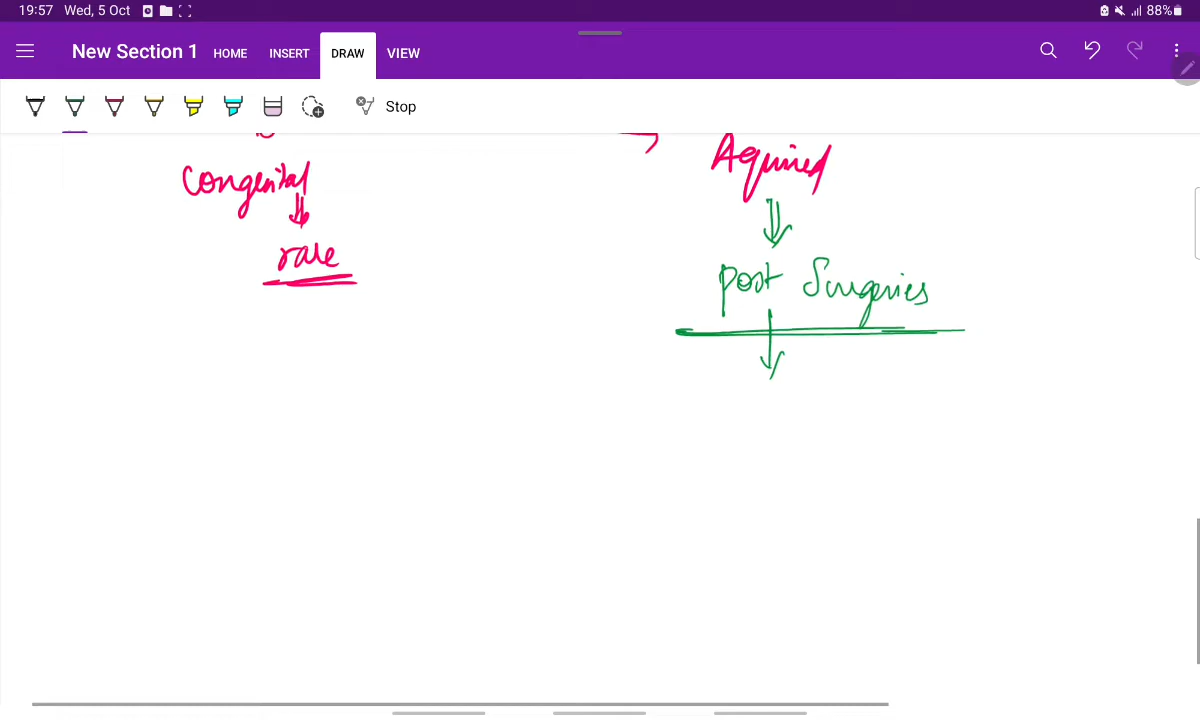 19:57 Wed, 5 Oct 88%
New Section 1 HOME INSERT DRAW VIEW
Stop
Congenital
rare
Aquired
post Surgeries